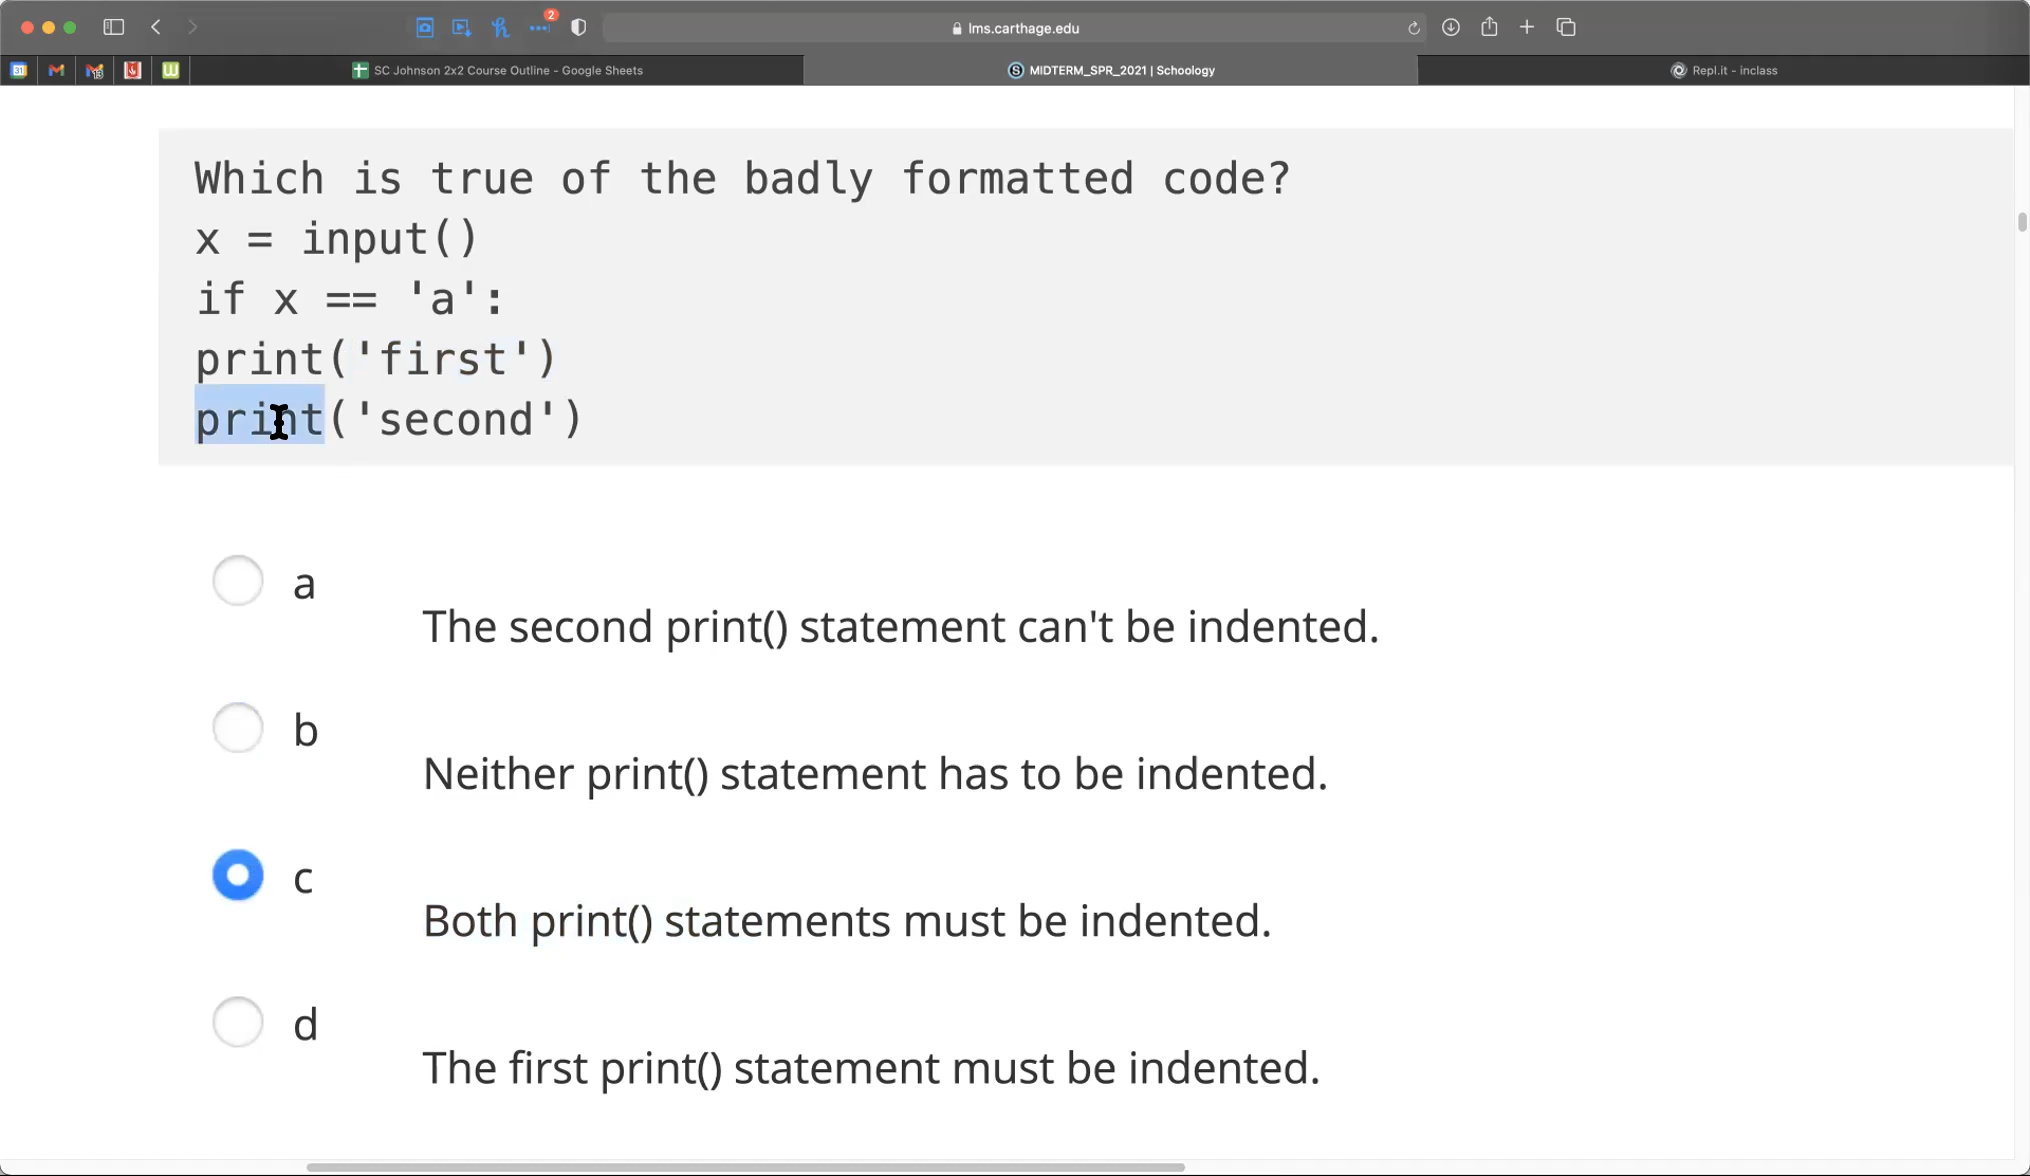 2
lms.carthage.edu
31
SC Johnson 2x2 Course Outline - Google Sheets
MIDTERM_SPR_2021 | Schoology
Repl.it - inclass
Which is true of the badly formatted code?
x = input()
if x == 'a':
print('first')
print('second')
a
The second print() statement can't be indented.
b
Neither print() statement has to be indented.
c
Both print() statements must be indented.
d
The first print() statement must be indented.